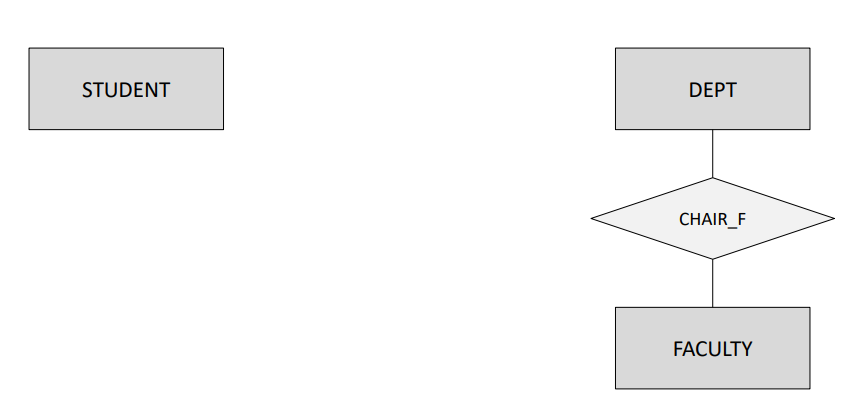 STUDENT
DEPT
CHAIR_F
FACULTY